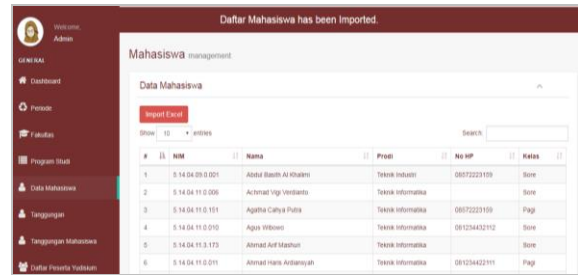 Daftar Mahasiswa has been Imported.
Welcome,
Admin
GENERAL
Dashboard
Periode
Fakultas
Program Studi
Data Mahasiswa
Tanggungan
Tanggungan Mahasiswa
Daftar Peserta Yudisium
Mahasiswa management
Data Mahasiswa
Import Excel
Show 10 entries Search:
# NIM Nama Prodi No HP Kelas
1 5.14.04.09.0.001 Abdul Basith Al Khalimi Teknik Industri 08572223159 Sore
2 5.14.04.11.0.006 Achmad Vigi Verdianto Teknik Informatika Sore
3 5.14.04.11.0.151 Agatha Cahya Putra Teknik Informatika 08572223159 Pagi
4 5.14.04.11.0.010 Agus Wibowo Teknik Informatika 081234432112 Sore
5 5.14.04.11.3.173 Ahmad Arif Mashuri Teknik Informatika Sore
6 5.14.04.11.0.011 Ahmad Haris Ardiansyah Teknik Informatika 081234422111 Pagi